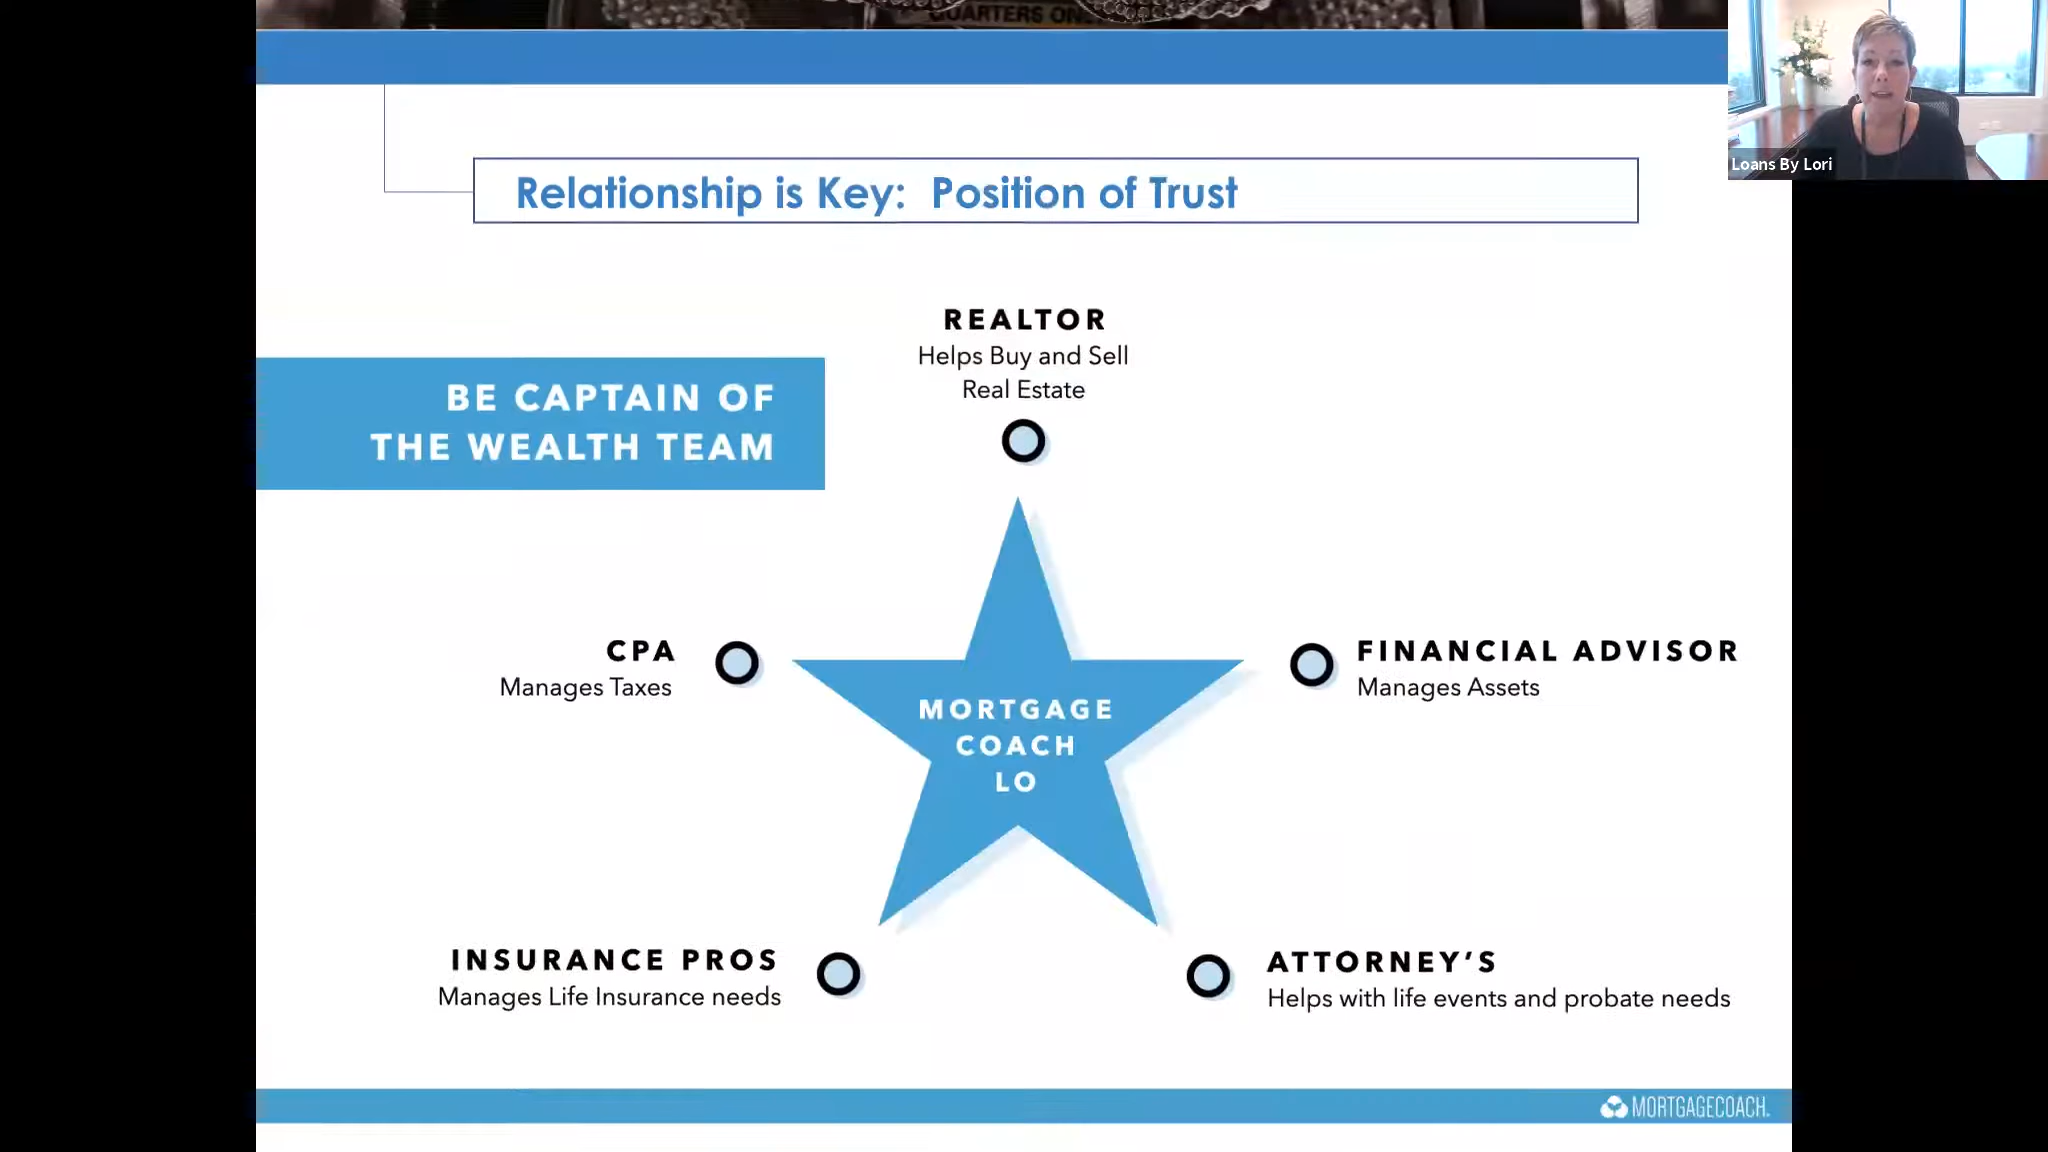 QUARTERS ON
Loans By Lori
Relationship is Key: Position of Trust
REALTOR
Helps Buy and Sell
Real Estate
BE CAPTAIN OF
THE WEALTH TEAM
CPA
Manages Taxes
FINANCIAL ADVISOR
Manages Assets
MORTGAGE
COACH
LO
INSURANCE PROS
Manages Life Insurance needs
ATTORNEY’S
Helps with life events and probate needs
MORTGAGECOACH